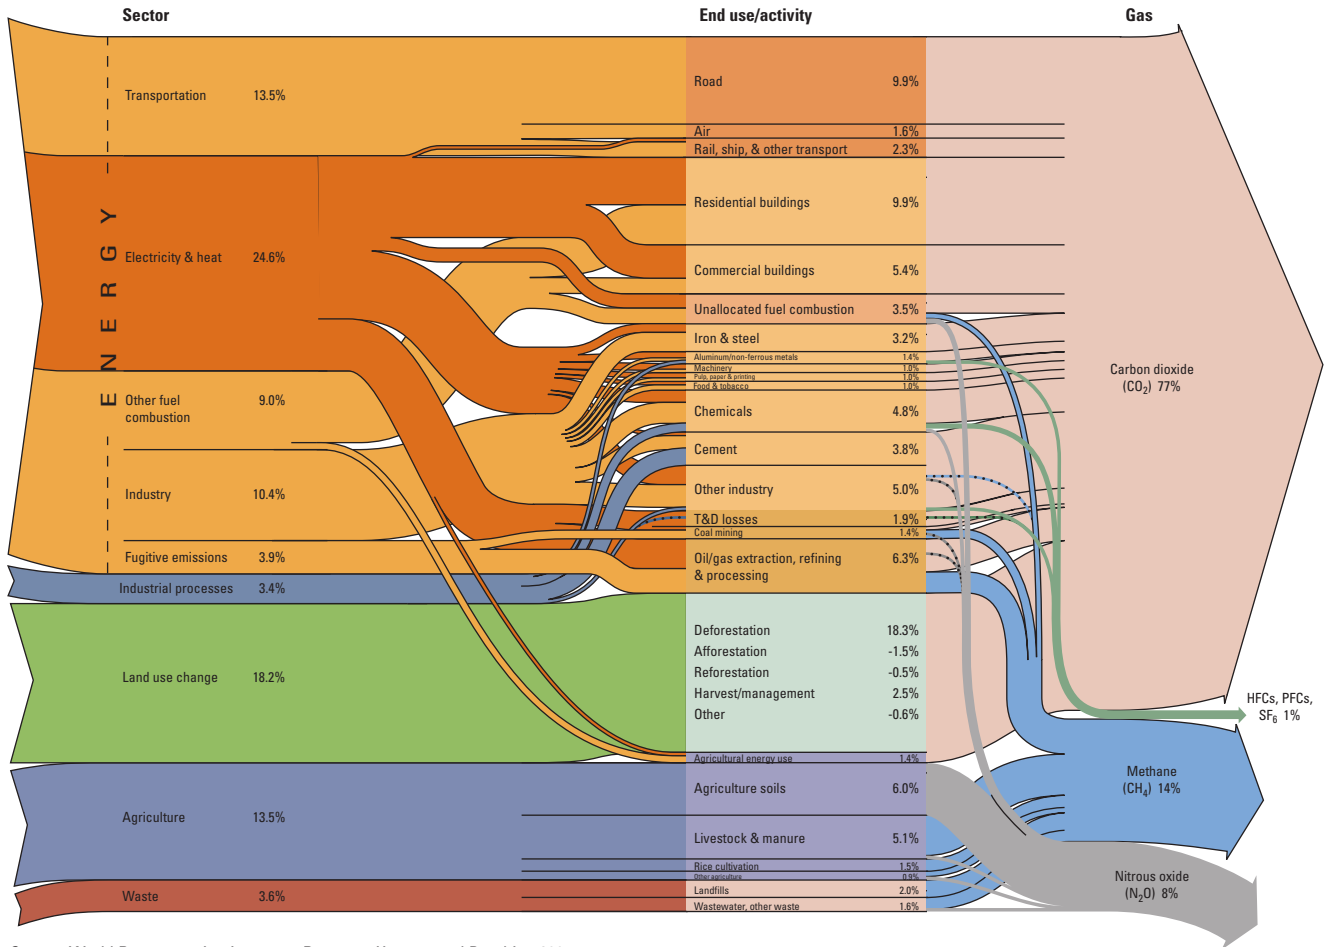 Sector
End use/activity
Gas
ENERGY
Transportation 13.5%
Electricity & heat 24.6%
Other fuel
combustion 9.0%
Industry 10.4%
Fugitive emissions 3.9%
Industrial processes 3.4%
Land use change 18.2%
Agriculture 13.5%
Waste 3.6%
Road 9.9%
Air 1.6%
Rail, ship, & other transport 2.3%
Residential buildings 9.9%
Commercial buildings 5.4%
Unallocated fuel combustion 3.5%
Iron & steel 3.2%
Aluminum/non-ferrous metals 1.4%
Machinery 1.0%
Pulp, paper & printing 1.0%
Food & tobacco 1.0%
Chemicals 4.8%
Cement 3.8%
Other industry 5.0%
T&D losses 1.9%
Coal mining 1.4%
Oil/gas extraction, refining 6.3%
& processing
Deforestation 18.3%
Afforestation -1.5%
Reforestation -0.5%
Harvest/management 2.5%
Other -0.6%
Agricultural energy use 1.4%
Agriculture soils 6.0%
Livestock & manure 5.1%
Rice cultivation 1.5%
Other agriculture 0.9%
Landfills 2.0%
Wastewater, other waste 1.6%
Carbon dioxide
(CO₂) 77%
HFCs, PFCs,
SF₆ 1%
Methane
(CH₄) 14%
Nitrous oxide
(N₂O) 8%